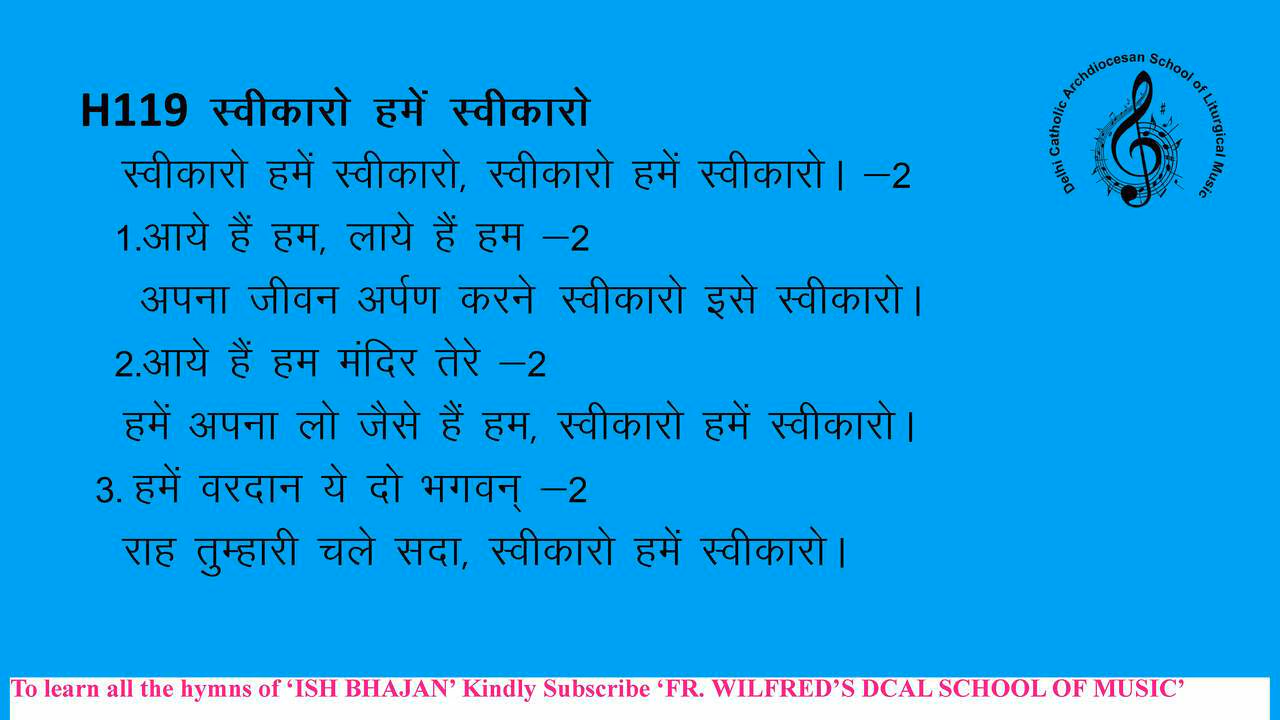 H119 स्वीकारो हमें स्वीकारो
Delhi Catholic Archdiocesan School of Liturgical Music
स्वीकारो हमें स्वीकारो, स्वीकारो हमें स्वीकारो। –2
1.आये हैं हम, लाये हैं हम –2
अपना जीवन अर्पण करने स्वीकारो इसे स्वीकारो।
2.आये हैं हम मंदिर तेरे –2
हमें अपना लो जैसे हैं हम, स्वीकारो हमें स्वीकारो।
3. हमें वरदान ये दो भगवन् –2
राह तुम्हारी चले सदा, स्वीकारो हमें स्वीकारो।
To learn all the hymns of ‘ISH BHAJAN’ Kindly Subscribe ‘FR. WILFRED’S DCAL SCHOOL OF MUSIC’